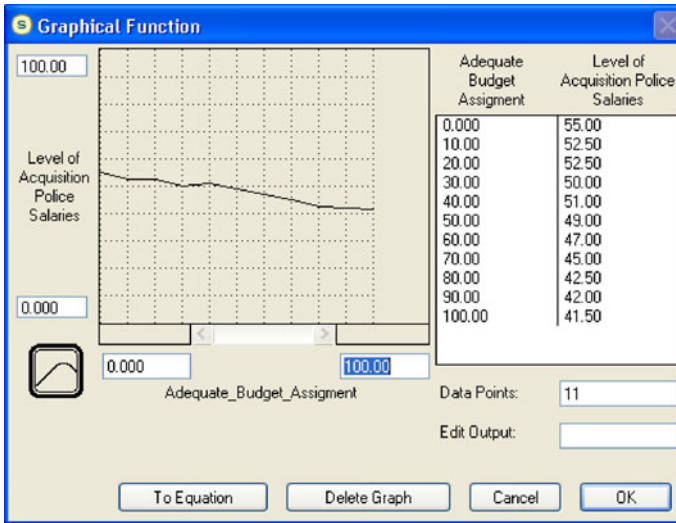 S Graphical Function
100.00
Level of
Acquisition
Police
Salaries
0.000
0.000 100.00
Adequate_Budget_Assigment
Adequate
Budget
Assigment
Level of
Acquisition Police
Salaries
0.000 55.00
10.00 52.50
20.00 52.50
30.00 50.00
40.00 51.00
50.00 49.00
60.00 47.00
70.00 45.00
80.00 42.50
90.00 42.00
100.00 41.50
Data Points: 11
Edit Output:
To Equation Delete Graph Cancel OK